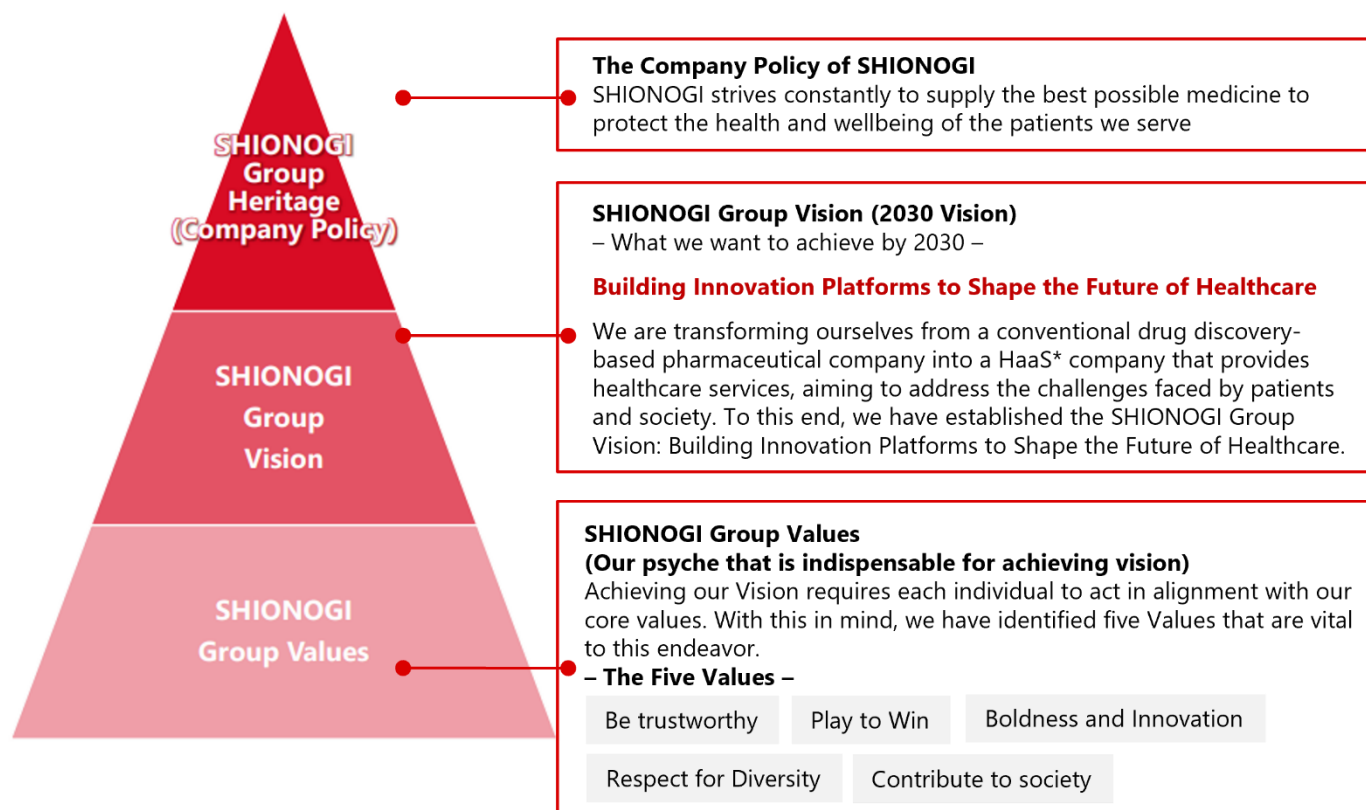 SHIONOGI
Group
Heritage
(Company Policy)
The Company Policy of SHIONOGI
SHIONOGI strives constantly to supply the best possible medicine to
protect the health and wellbeing of the patients we serve
SHIONOGI
Group
Vision
SHIONOGI Group Vision (2030 Vision)
– What we want to achieve by 2030 –
Building Innovation Platforms to Shape the Future of Healthcare
We are transforming ourselves from a conventional drug discovery-
based pharmaceutical company into a HaaS* company that provides
healthcare services, aiming to address the challenges faced by patients
and society. To this end, we have established the SHIONOGI Group
Vision: Building Innovation Platforms to Shape the Future of Healthcare.
SHIONOGI
Group Values
SHIONOGI Group Values
(Our psyche that is indispensable for achieving vision)
Achieving our Vision requires each individual to act in alignment with our
core values. With this in mind, we have identified five Values that are vital
to this endeavor.
– The Five Values –
Be trustworthy
Play to Win
Boldness and Innovation
Respect for Diversity
Contribute to society